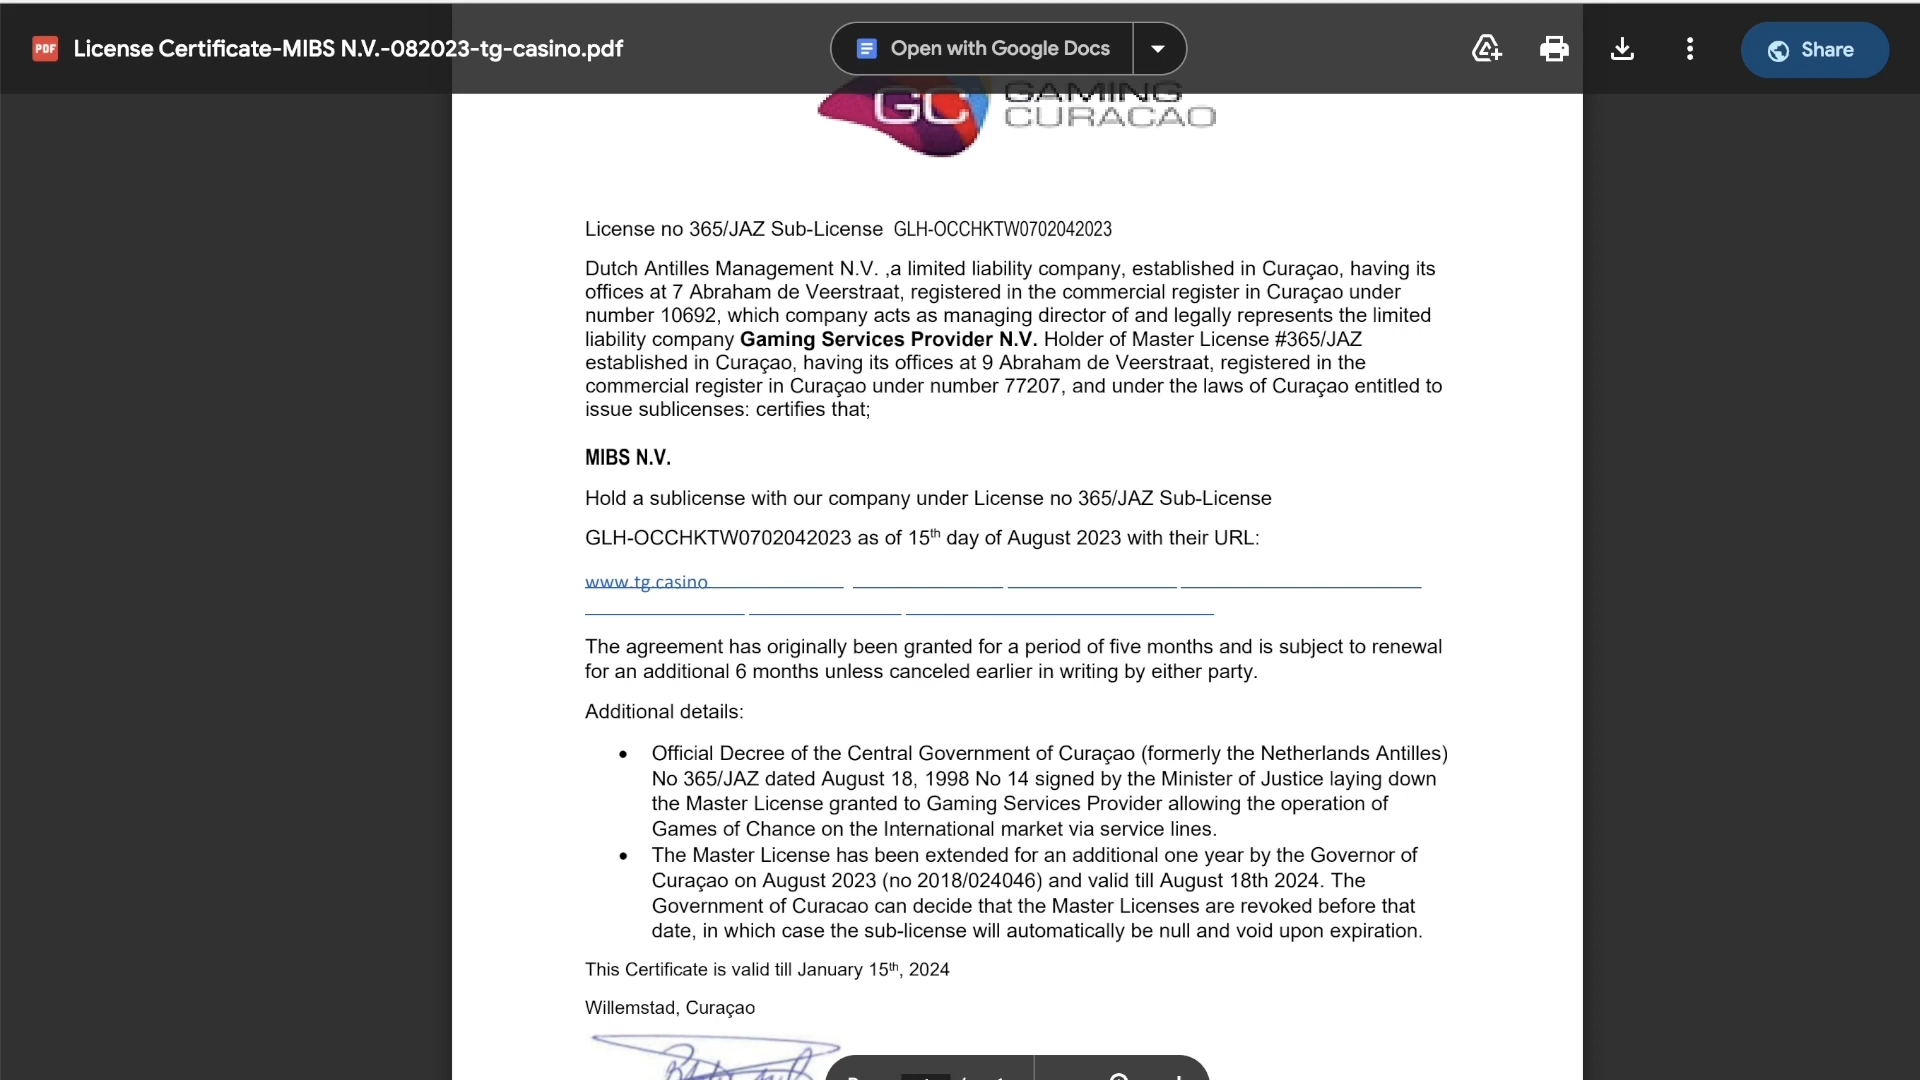 PDF License Certificate-MIBS N.V.-082023-tg-casino.pdf
Open with Google Docs
Share
GC GAMING
CURACAO
License no 365/JAZ Sub-License GLH-OCCHKTW0702042023
Dutch Antilles Management N.V. ,a limited liability company, established in Curaçao, having its
offices at 7 Abraham de Veerstraat, registered in the commercial register in Curaçao under
number 10692, which company acts as managing director of and legally represents the limited
liability company Gaming Services Provider N.V. Holder of Master License #365/JAZ
established in Curaçao, having its offices at 9 Abraham de Veerstraat, registered in the
commercial register in Curaçao under number 77207, and under the laws of Curaçao entitled to
issue sublicenses: certifies that;
MIBS N.V.
Hold a sublicense with our company under License no 365/JAZ Sub-License
GLH-OCCHKTW0702042023 as of 15th day of August 2023 with their URL:
www.tg.casino
The agreement has originally been granted for a period of five months and is subject to renewal
for an additional 6 months unless canceled earlier in writing by either party.
Additional details:
• Official Decree of the Central Government of Curaçao (formerly the Netherlands Antilles)
No 365/JAZ dated August 18, 1998 No 14 signed by the Minister of Justice laying down
the Master License granted to Gaming Services Provider allowing the operation of
Games of Chance on the International market via service lines.
• The Master License has been extended for an additional one year by the Governor of
Curaçao on August 2023 (no 2018/024046) and valid till August 18th 2024. The
Government of Curacao can decide that the Master Licenses are revoked before that
date, in which case the sub-license will automatically be null and void upon expiration.
This Certificate is valid till January 15th, 2024
Willemstad, Curaçao